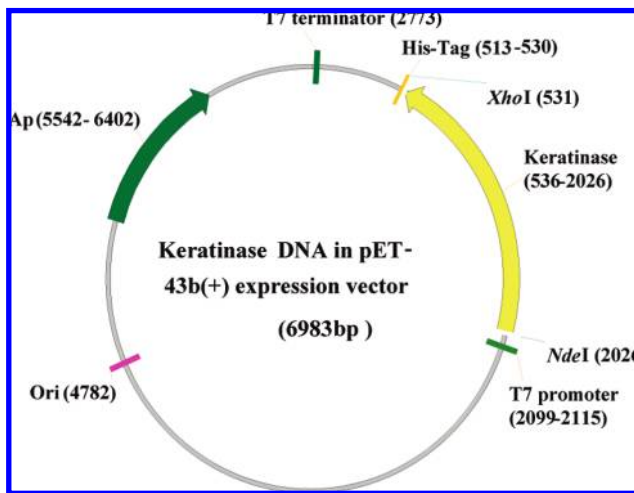 T7 terminator (2773)
His-Tag (513-530)
XhoI (531)
Ap (5542- 6402)
Keratinase
(536-2026)
Keratinase DNA in pET-
43b(+) expression vector
(6983bp )
NdeI (2026
Ori (4782)
T7 promoter
(2099-2115)